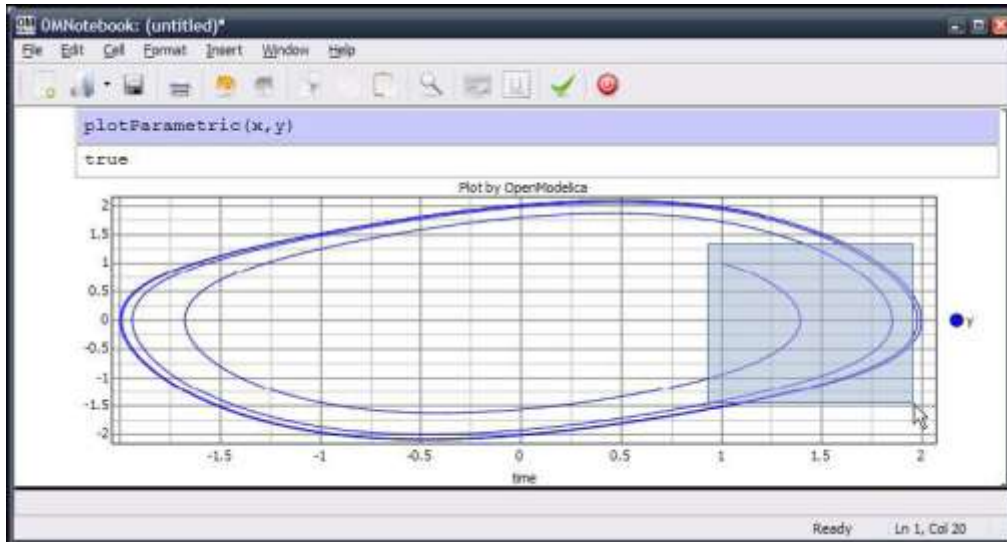 OMNotebook: (untitled)*
File Edit Cell Format Insert Window Help
plotParametric(x,y)
true
Plot by OpenModelica
2
1.5
1
0.5
0
-0.5
-1
-1.5
-2
y
-1.5 -1 -0.5 0 0.5 1 1.5 2
time
Ready Ln 1, Col 20